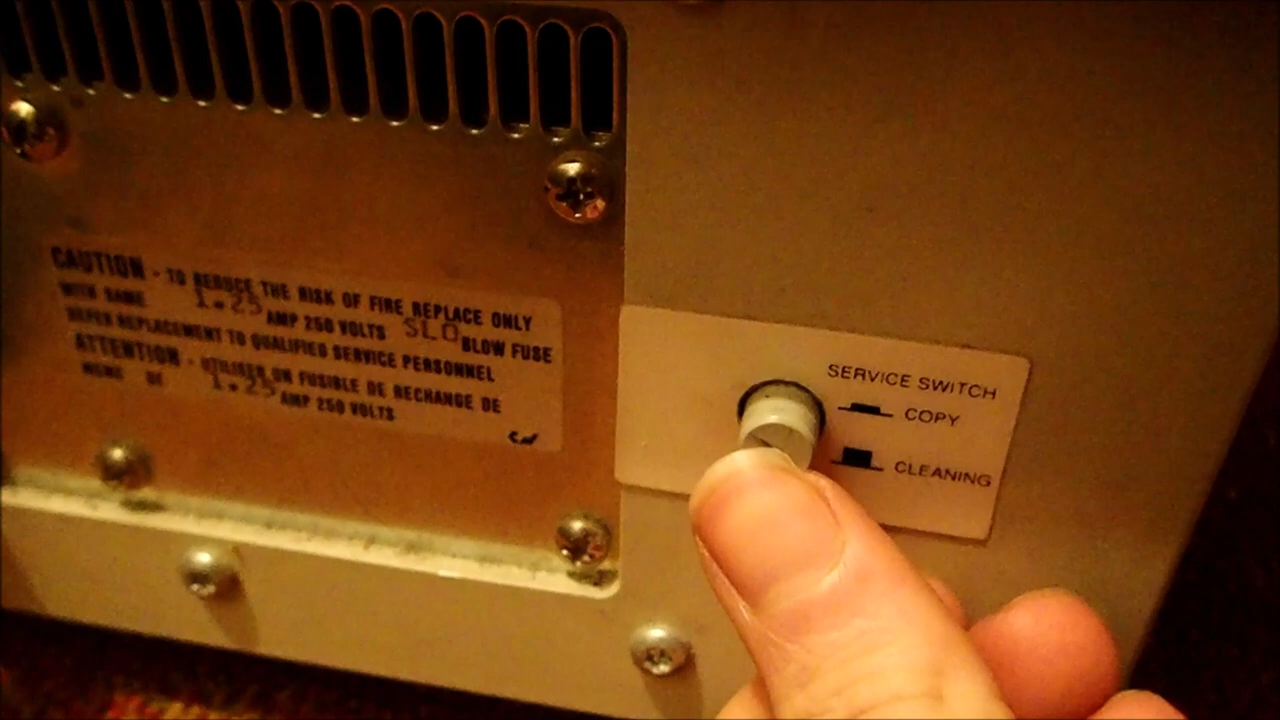 CAUTION - TO REDUCE THE RISK OF FIRE REPLACE ONLY
WITH SAME 1.25 AMP 250 VOLTS SLO BLOW FUSE
REFER REPLACEMENT TO QUALIFIED SERVICE PERSONNEL
ATTENTION - UTILISER UN FUSIBLE DE RECHANGE DE
MEME DE 1.25 AMP 250 VOLTS
SERVICE SWITCH
COPY
CLEANING